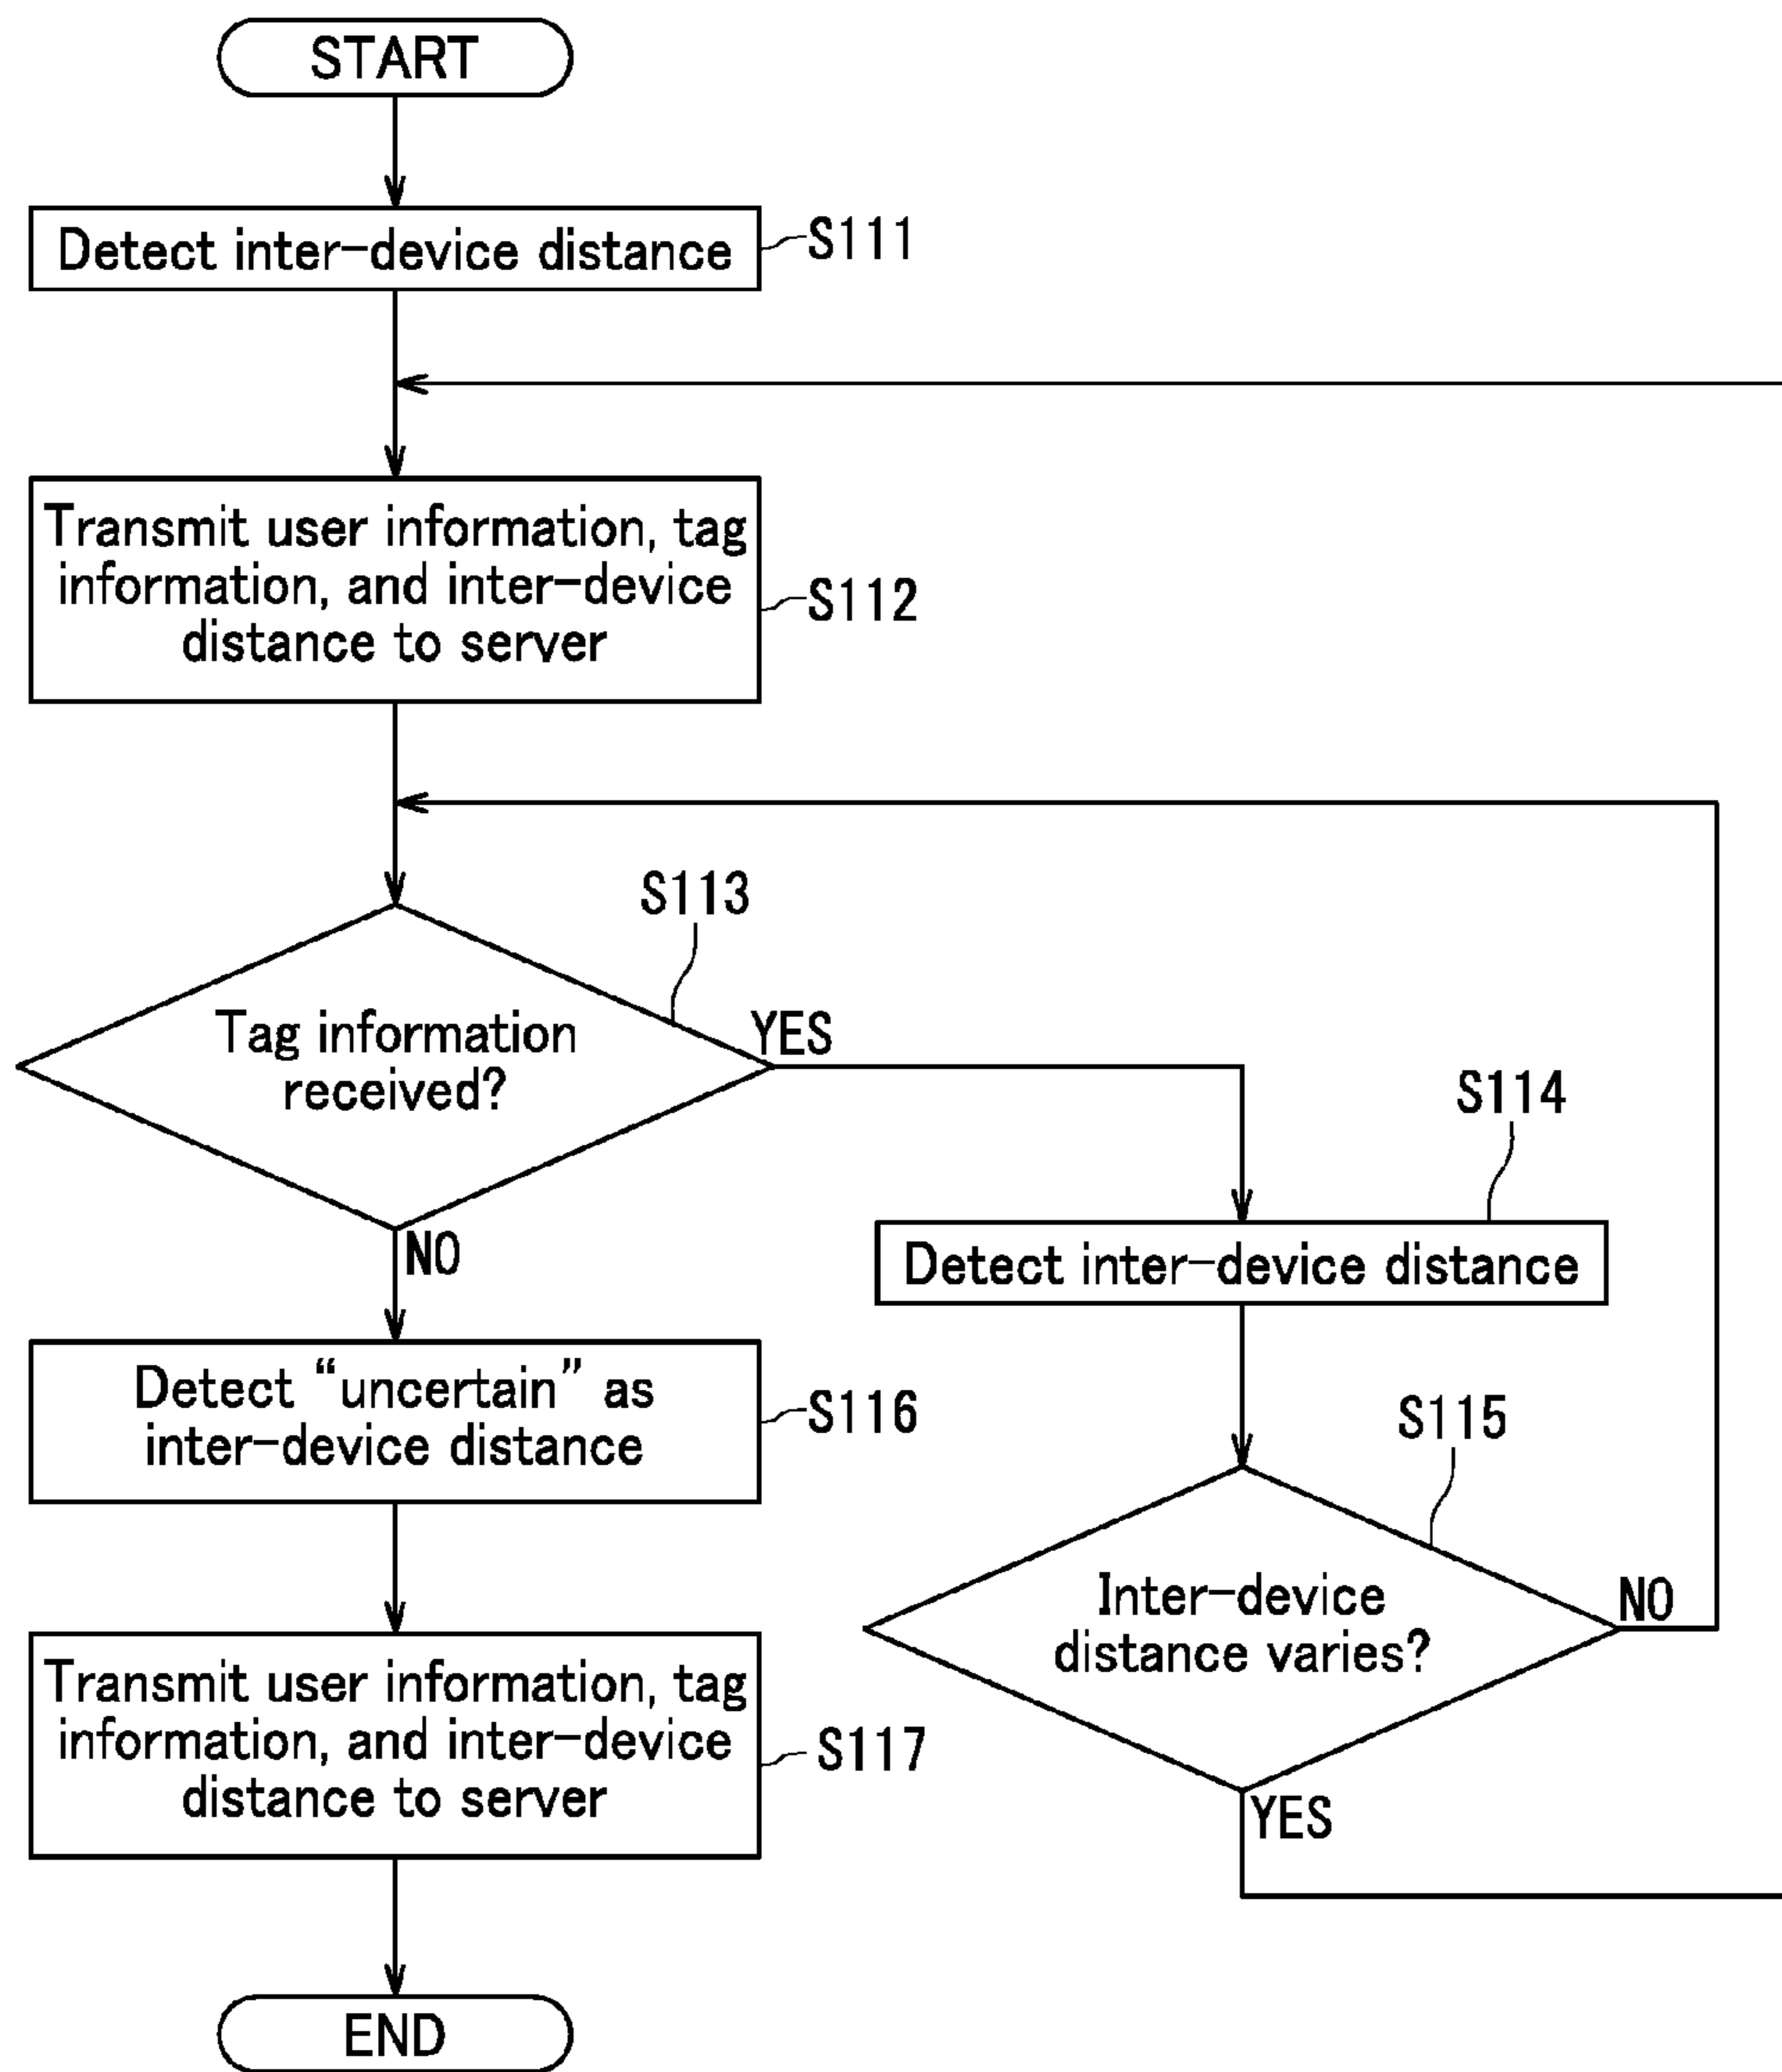 START
Detect inter-device distance
S111
Transmit user information, tag
information, and inter-device
distance to server
S112
S113
Tag information
received?
YES
NO
S114
Detect inter-device distance
S115
Inter-device
distance varies?
NO
YES
Detect “uncertain” as
inter-device distance
S116
Transmit user information, tag
information, and inter-device
distance to server
S117
END